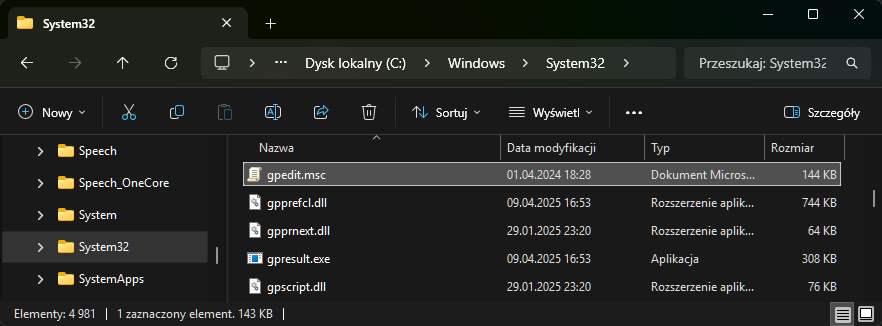 System32
Dysk lokalny (C:) Windows System32 Przeszukaj: System32
Nowy Sortuj Wyświetl Szczegóły
Speech
Speech_OneCore
System
System32
SystemApps
Nazwa Data modyfikacji Typ Rozmiar
gpedit.msc 01.04.2024 18:28 Dokument Micros... 144 KB
gpprefcl.dll 09.04.2025 16:53 Rozszerzenie aplik... 744 KB
gpprnext.dll 29.01.2025 23:20 Rozszerzenie aplik... 64 KB
gpresult.exe 09.04.2025 16:53 Aplikacja 308 KB
gpscript.dll 29.01.2025 23:20 Rozszerzenie aplik... 76 KB
Elementy: 4 981 1 zaznaczony element. 143 KB